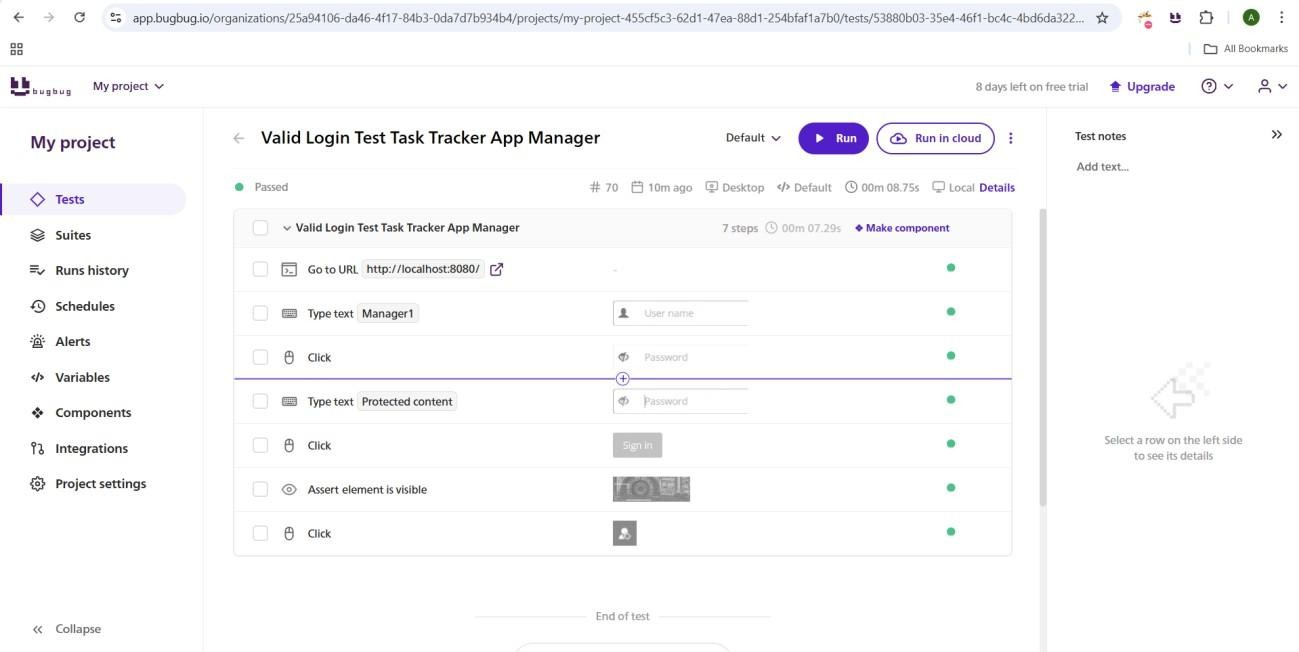 app.bugbug.io/organizations/25a94106-da46-4f17-84b3-0da7d7b934b4/projects/my-project-455cf5c3-62d1-47ea-88d1-254bfaf1a7b0/tests/53880b03-35e4-46f1-bc4c-4bd6da322...
A
All Bookmarks
bugbug
My project
8 days left on free trial
Upgrade
My project
Tests
Suites
Runs history
Schedules
Alerts
Variables
Components
Integrations
Project settings
Collapse
Valid Login Test Task Tracker App Manager
Default
Run
Run in cloud
Passed
# 70
10m ago
Desktop
Default
00m 08.75s
Local Details
Valid Login Test Task Tracker App Manager
7 steps
00m 07.29s
Make component
Go to URL http://localhost:8080/
-
Type text Manager1
User name
Click
Password
Type text Protected content
Password
Click
Sign in
Assert element is visible
Click
End of test
Test notes
Add text...
Select a row on the left side
to see its details